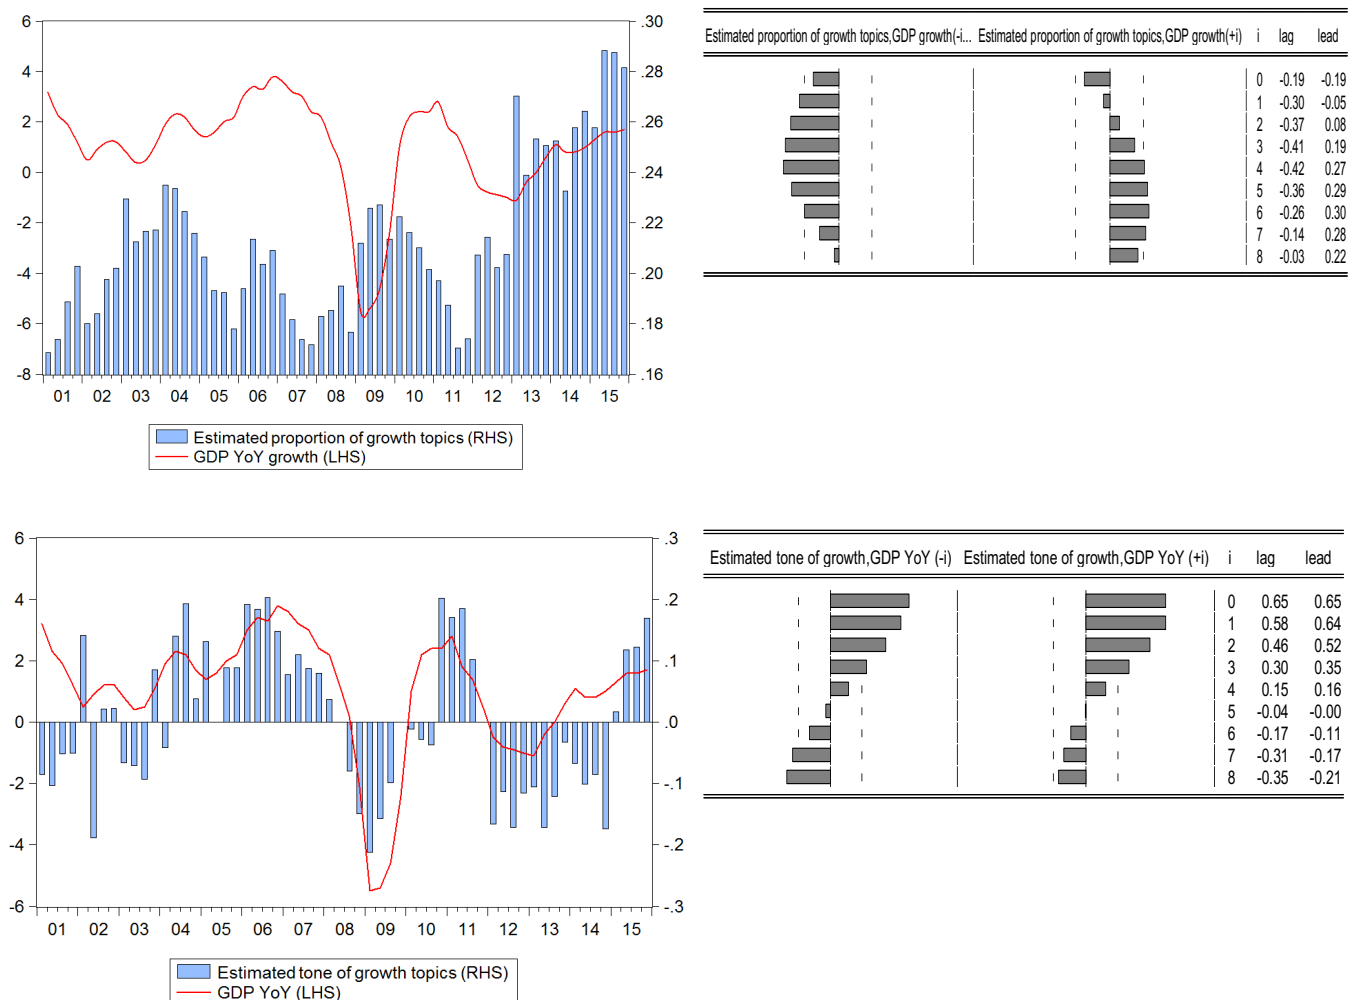 6
4
2
0
-2
-4
-6
-8
.30
.28
.26
.24
.22
.20
.18
.16
01 02 03 04 05 06 07 08 09 10 11 12 13 14 15
Estimated proportion of growth topics (RHS)
GDP YoY growth (LHS)
Estimated proportion of growth topics,GDP growth(-i... Estimated proportion of growth topics,GDP growth(+i) i lag lead
0 -0.19 -0.19
1 -0.30 -0.05
2 -0.37 0.08
3 -0.41 0.19
4 -0.42 0.27
5 -0.36 0.29
6 -0.26 0.30
7 -0.14 0.28
8 -0.03 0.22
6
4
2
0
-2
-4
-6
.3
.2
.1
.0
-.1
-.2
-.3
01 02 03 04 05 06 07 08 09 10 11 12 13 14 15
Estimated tone of growth topics (RHS)
GDP YoY (LHS)
Estimated tone of growth,GDP YoY (-i) Estimated tone of growth,GDP YoY (+i) i lag lead
0 0.65 0.65
1 0.58 0.64
2 0.46 0.52
3 0.30 0.35
4 0.15 0.16
5 -0.04 -0.00
6 -0.17 -0.11
7 -0.31 -0.17
8 -0.35 -0.21